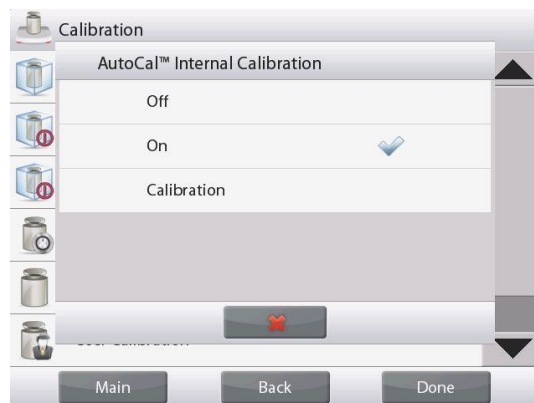 Calibration
AutoCal™ Internal Calibration
Off
On
Calibration
Main
Back
Done